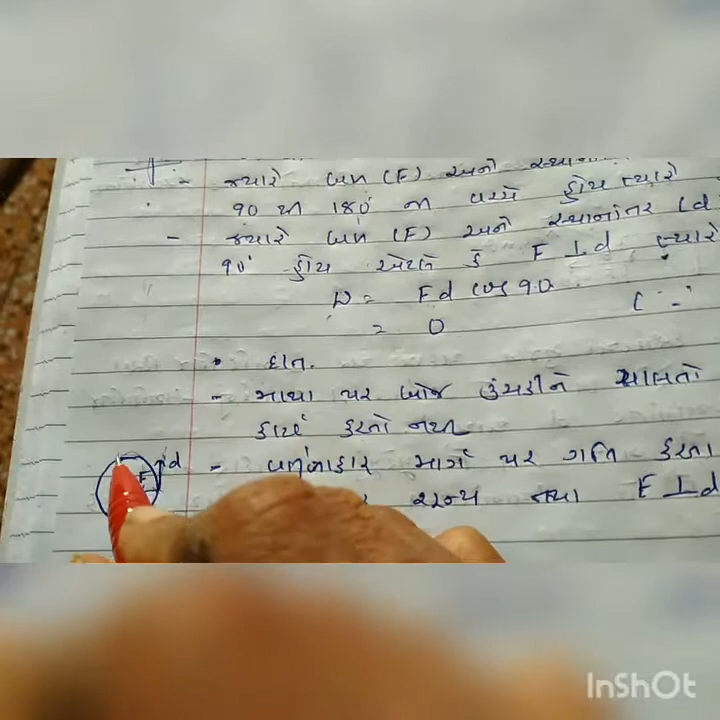 - જ્યારે બળ (F) અને
90 થી 180° ના વચ્ચે હોય ત્યારે
- જ્યારે બળ (F) અને સ્થાનાંતર (d
90° હોય એટલે કે F ⊥ d ત્યારે
W = Fd cos 90
= 0
• દાત.
- માથા પર બોજ ઉંચકીને ચાલતો
કાર્ય કરતો નથી
d - વર્તુળાકાર માર્ગ પર ગતિ કરતા
F F ⊥ d
InShOt